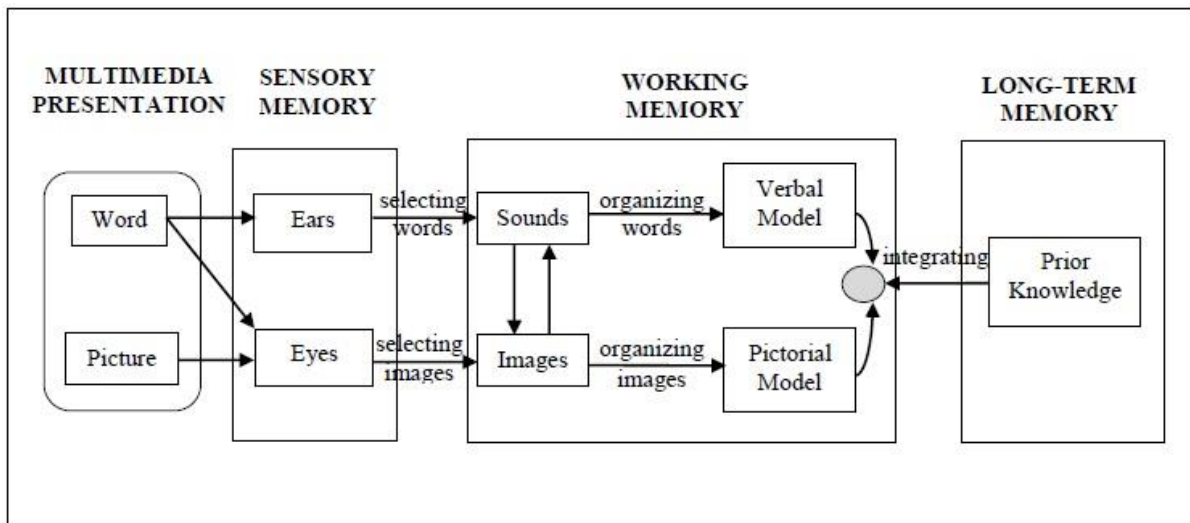 MULTIMEDIA
PRESENTATION
SENSORY
MEMORY
WORKING
MEMORY
LONG-TERM
MEMORY
Word
Picture
Ears
Eyes
selecting
words
selecting
images
Sounds
Images
organizing
words
organizing
images
Verbal
Model
Pictorial
Model
integrating
Prior
Knowledge